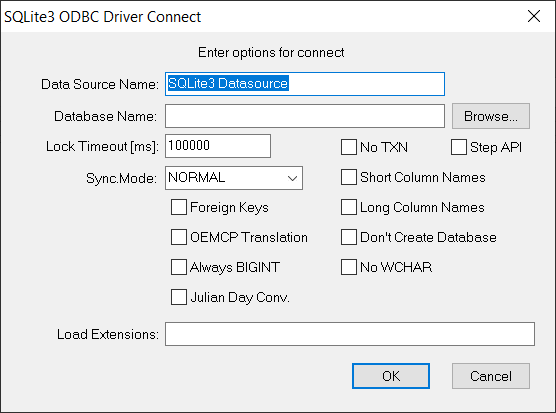 SQLite3 ODBC Driver Connect
Enter options for connect
Data Source Name: SQLite3 Datasource
Database Name: Browse...
Lock Timeout [ms]: 100000 No TXN Step API
Sync.Mode: NORMAL Short Column Names
Foreign Keys Long Column Names
OEMCP Translation Don't Create Database
Always BIGINT No WCHAR
Julian Day Conv.
Load Extensions:
OK Cancel